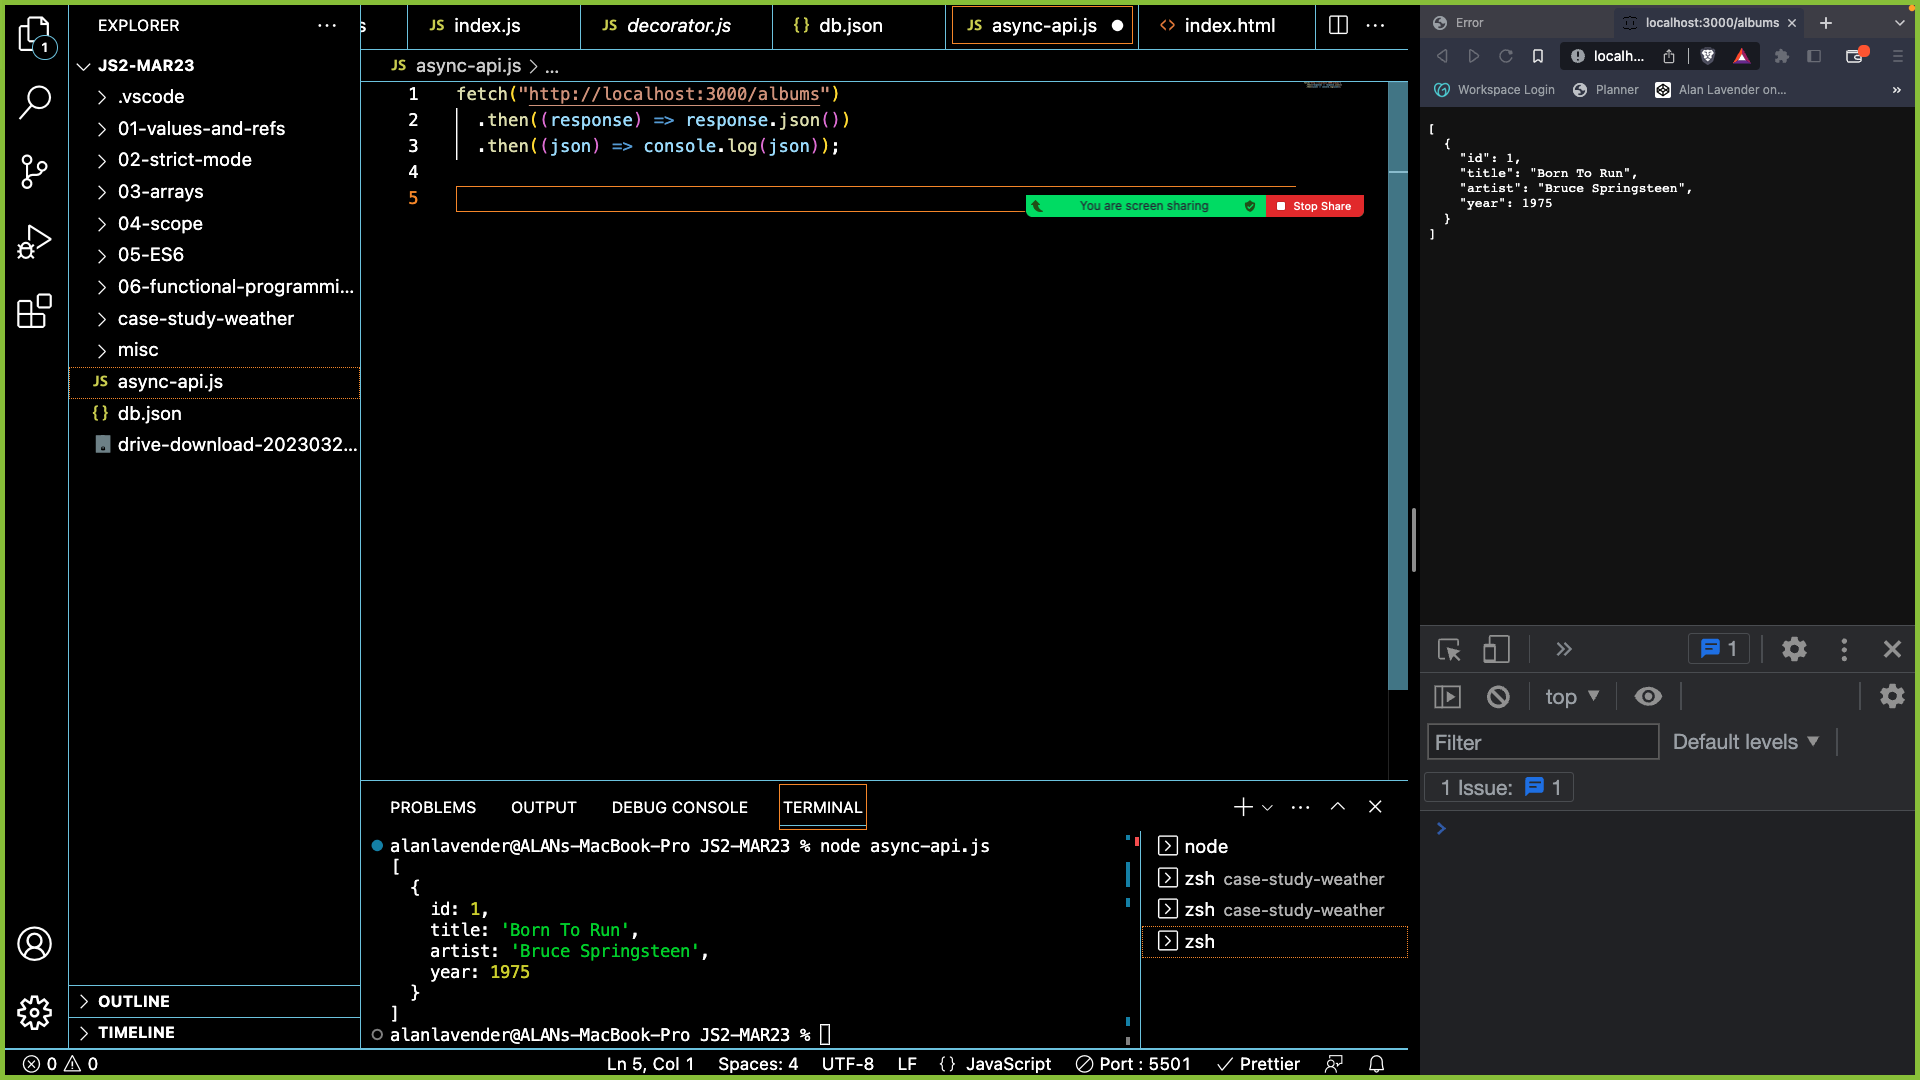 EXPLORER
JS2-MAR23
.vscode
01-values-and-refs
02-strict-mode
03-arrays
04-scope
05-ES6
06-functional-programmi...
case-study-weather
misc
JS async-api.js
{} db.json
drive-download-2023032...
OUTLINE
TIMELINE
1
s
JS index.js
JS decorator.js
{} db.json
JS async-api.js
<> index.html
JS async-api.js > ...
1 fetch("http://localhost:3000/albums")
2 .then((response) => response.json())
3 .then((json) => console.log(json));
4
5
You are screen sharing
Stop Share
PROBLEMS
OUTPUT
DEBUG CONSOLE
TERMINAL
alanlavender@ALANs-MacBook-Pro JS2-MAR23 % node async-api.js
[
{
id: 1,
title: 'Born To Run',
artist: 'Bruce Springsteen',
year: 1975
}
]
alanlavender@ALANs-MacBook-Pro JS2-MAR23 %
node
zsh case-study-weather
zsh case-study-weather
zsh
0 0
Ln 5, Col 1
Spaces: 4
UTF-8
LF
{} JavaScript
Port : 5501
Prettier
Error
localhost:3000/albums
localh...
Workspace Login
Planner
Alan Lavender on...
»
[
{
"id": 1,
"title": "Born To Run",
"artist": "Bruce Springsteen",
"year": 1975
}
]
1
top
Filter
Default levels
1 Issue: 1